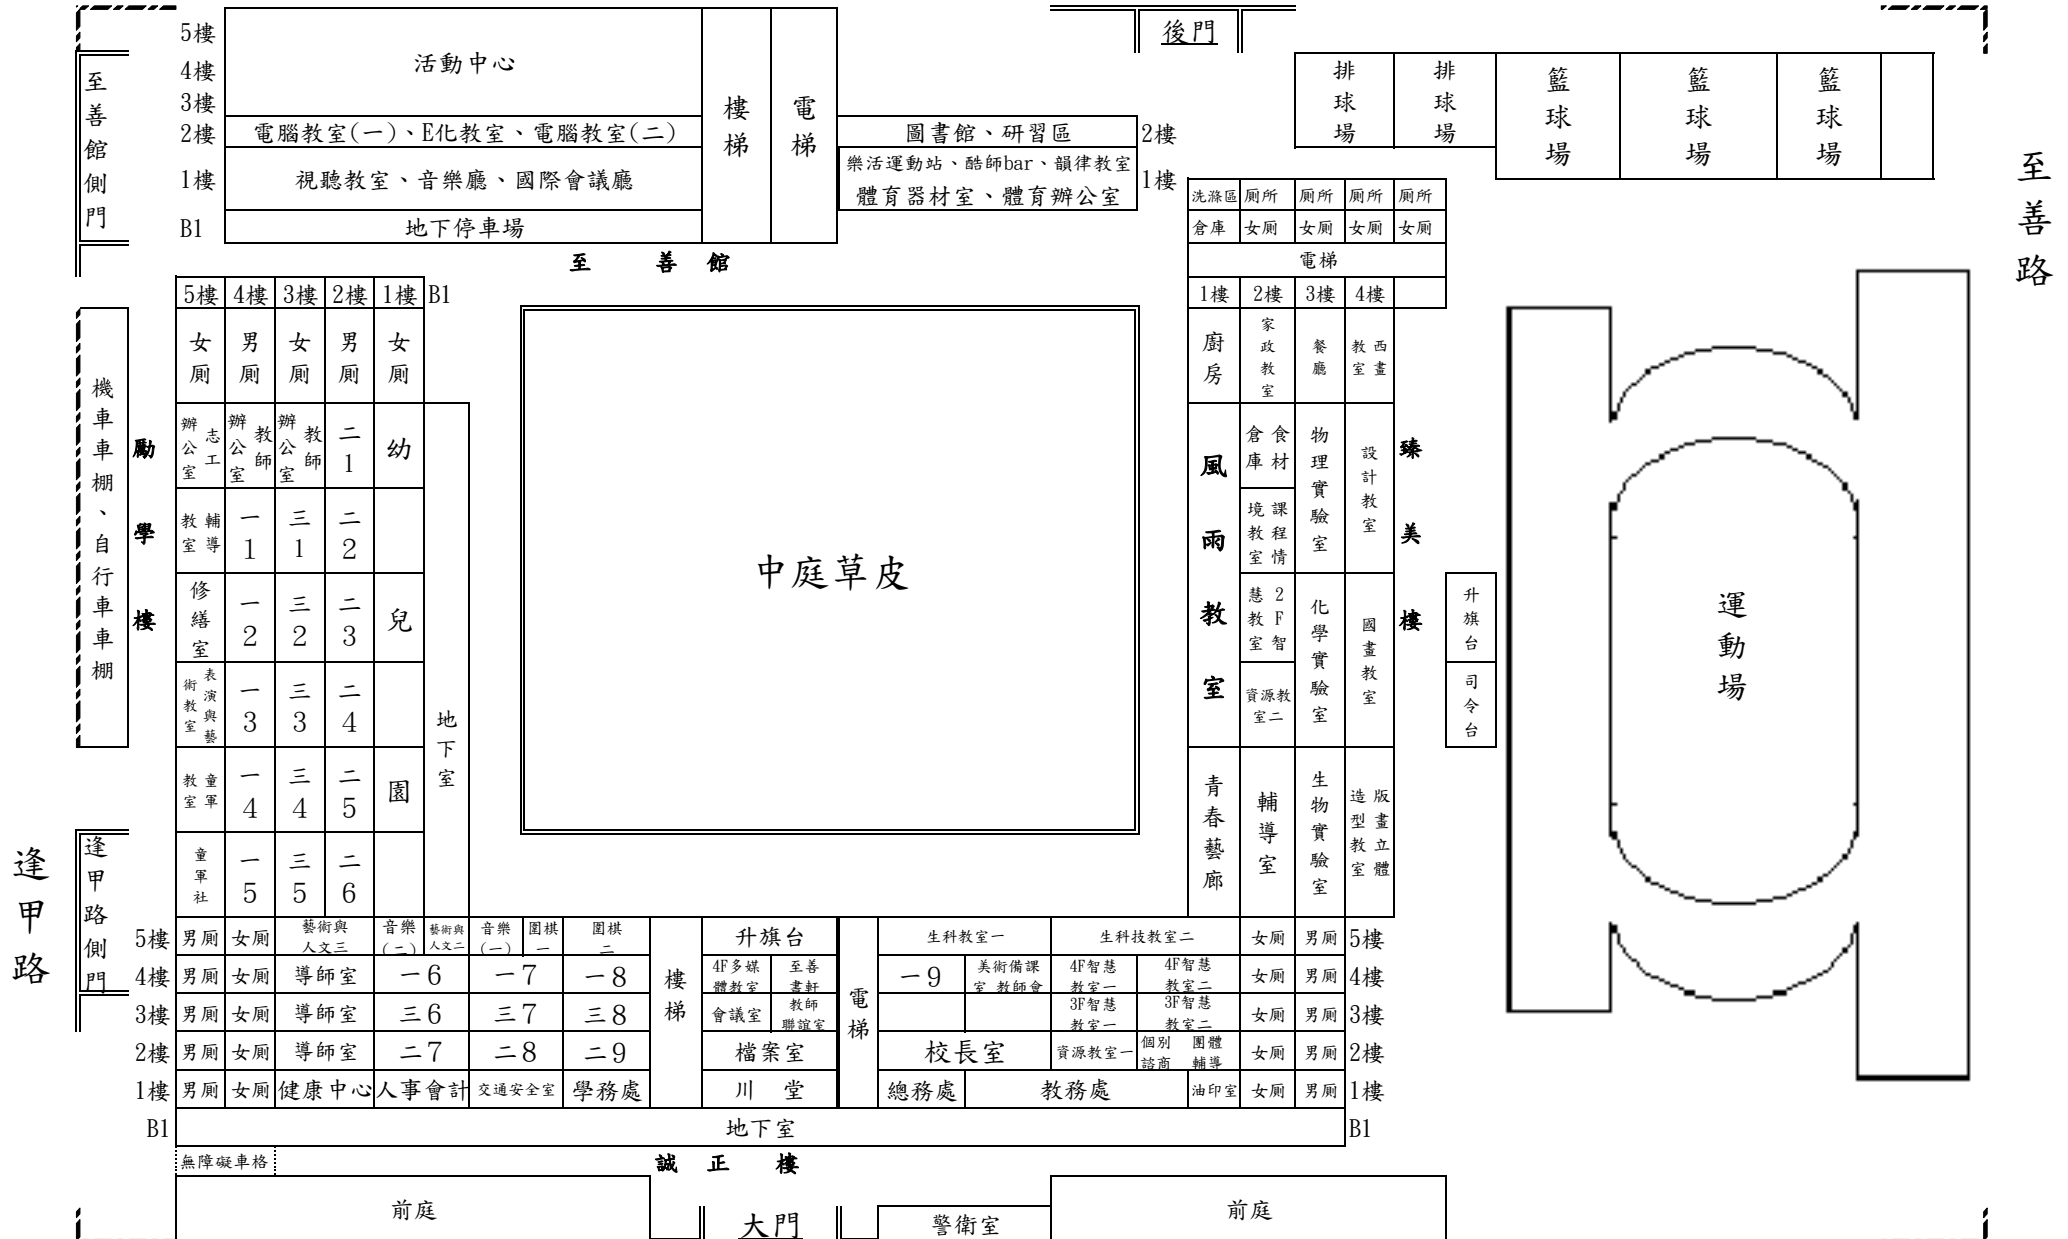 後門
5樓
4樓
3樓
2樓
1樓
B1
活動中心
電腦教室(一)、E化教室、電腦教室(二)
視聽教室、音樂廳、國際會議廳
地下停車場
樓梯
電梯
圖書館、研習區
2樓
樂活運動站、酷師bar、韻律教室
體育器材室、體育辦公室
1樓
至善館
至善館側門
排球場
排球場
籃球場
籃球場
籃球場
至善路
洗滌區 廁所 廁所 廁所 廁所
倉庫 女廁 女廁 女廁 女廁
電梯
1樓 2樓 3樓 4樓
廚房 家政教室 餐廳 西畫教室
風雨教室
食材倉庫
課程情境教室
2F智慧教室
資源教室二
物理實驗室
化學實驗室
設計教室
國畫教室
青春藝廊 輔導室 生物實驗室 版畫立體造型教室
臻美樓
升旗台
司令台
運動場
中庭草皮
機車車棚、自行車車棚
勵學樓
5樓 4樓 3樓 2樓 1樓 B1
女廁 男廁 女廁 男廁 女廁
志工辦公室 教師辦公室 教師辦公室 二1 幼
輔導教室 一1 三1 二2
修繕室 一2 三2 二3 兒
表演與藝術教室 一3 三3 二4
童軍教室 一4 三4 二5 園
童軍社 一5 三5 二6
地下室
逢甲路
逢甲路側門
5樓 男廁 女廁 藝術與人文三 音樂(二) 藝術與人文二 音樂(一) 圍棋一 圍棋二 升旗台 生科教室一 生科技教室二 女廁 男廁 5樓
4樓 男廁 女廁 導師室 一6 一7 一8 4F多媒體教室 至善書軒 一9 美術備課室 教師會 4F智慧教室一 4F智慧教室二 女廁 男廁 4樓
3樓 男廁 女廁 導師室 三6 三7 三8 會議室 教師聯誼室 3F智慧教室一 3F智慧教室二 女廁 男廁 3樓
2樓 男廁 女廁 導師室 二7 二8 二9 檔案室 校長室 資源教室一 個別諮商 團體輔導 女廁 男廁 2樓
1樓 男廁 女廁 健康中心 人事會計 交通安全室 學務處 川堂 總務處 教務處 油印室 女廁 男廁 1樓
樓梯
電梯
B1 地下室 B1
無障礙車格
誠正樓
前庭
大門
警衛室
前庭